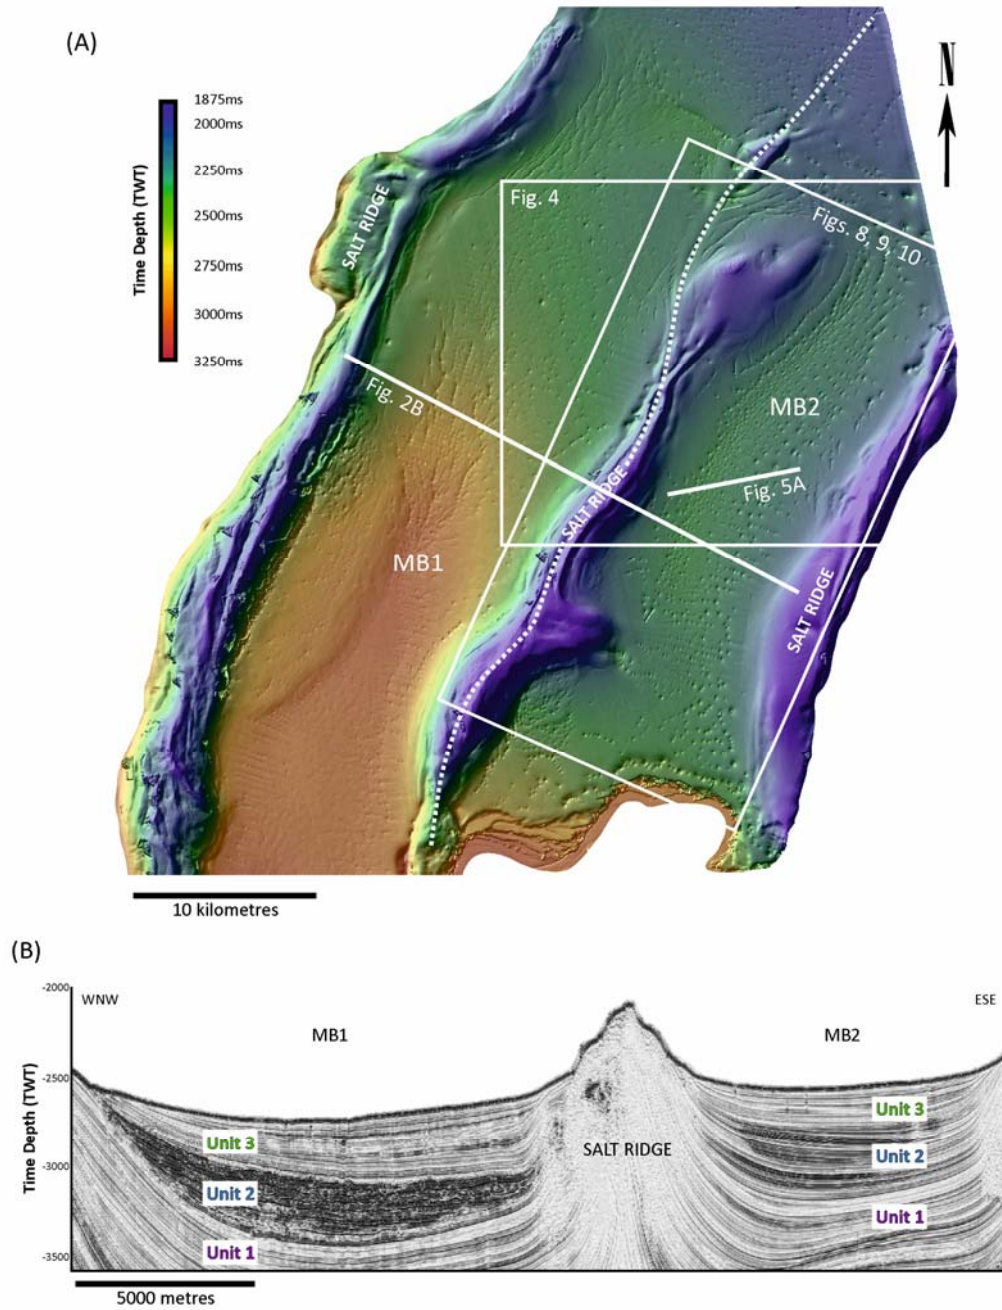 (A)
N
1875ms
2000ms
2250ms
2500ms
2750ms
3000ms
3250ms
Time Depth (TWT)
SALT RIDGE
Fig. 4
Figs. 8, 9, 10
Fig. 2B
MB2
Fig. 5A
SALT RIDGE
MB1
SALT RIDGE
10 kilometres
(B)
-2000
WNW
ESE
MB1
MB2
Time Depth (TWT)
-2500
-3000
-3500
Unit 3
Unit 2
Unit 1
SALT RIDGE
Unit 3
Unit 2
Unit 1
5000 metres